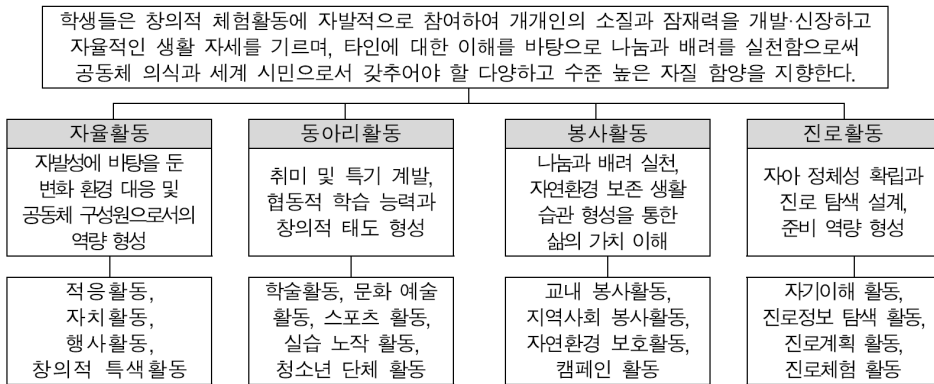 학생들은 창의적 체험활동에 자발적으로 참여하여 개개인의 소질과 잠재력을 개발·신장하고
자율적인 생활 자세를 기르며, 타인에 대한 이해를 바탕으로 나눔과 배려를 실천함으로써
공동체 의식과 세계 시민으로서 갖추어야 할 다양하고 수준 높은 자질 함양을 지향한다.
자율활동
자발성에 바탕을 둔
변화 환경 대응 및
공동체 구성원으로서의
역량 형성
적응활동,
자치활동,
행사활동,
창의적 특색활동
동아리활동
취미 및 특기 계발,
협동적 학습 능력과
창의적 태도 형성
학술활동, 문화 예술
활동, 스포츠 활동,
실습 노작 활동,
청소년 단체 활동
봉사활동
나눔과 배려 실천,
자연환경 보존 생활
습관 형성을 통한
삶의 가치 이해
교내 봉사활동,
지역사회 봉사활동,
자연환경 보호활동,
캠페인 활동
진로활동
자아 정체성 확립과
진로 탐색 설계,
준비 역량 형성
자기이해 활동,
진로정보 탐색 활동,
진로계획 활동,
진로체험 활동